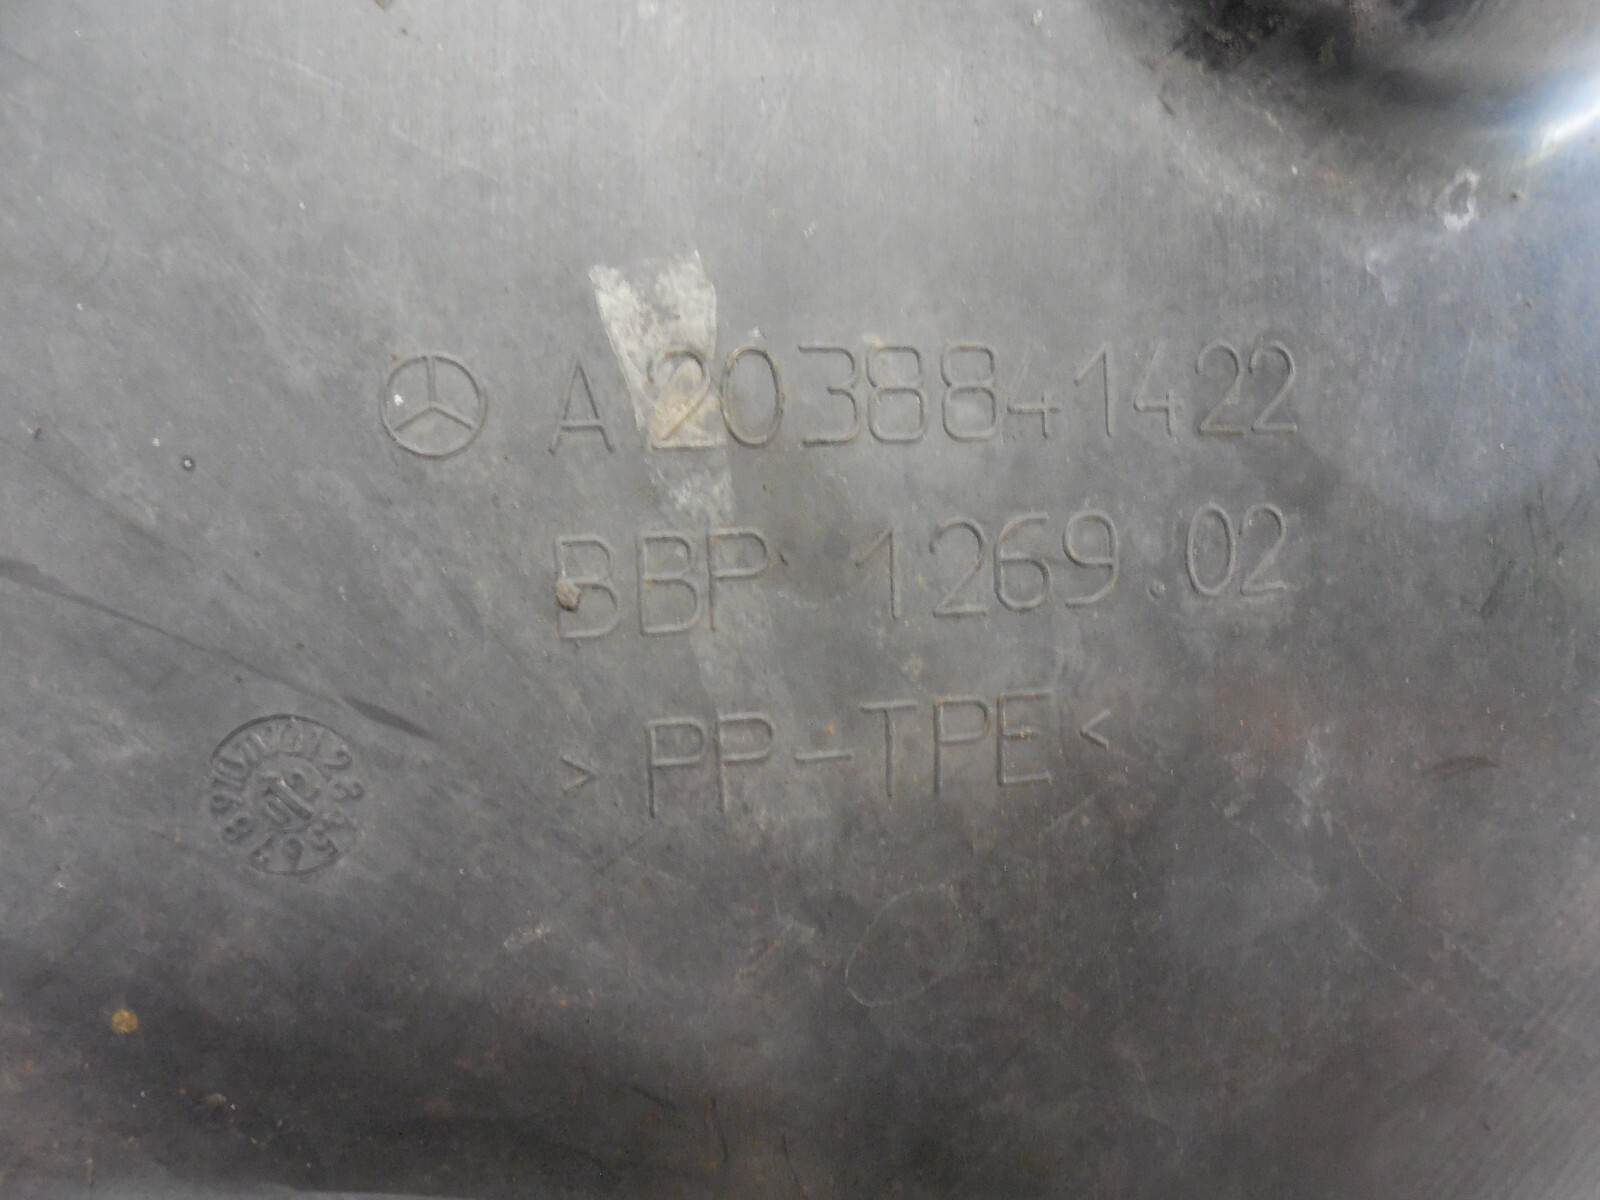 A 2038841422
BBP 1269.02
> PP-TPE <